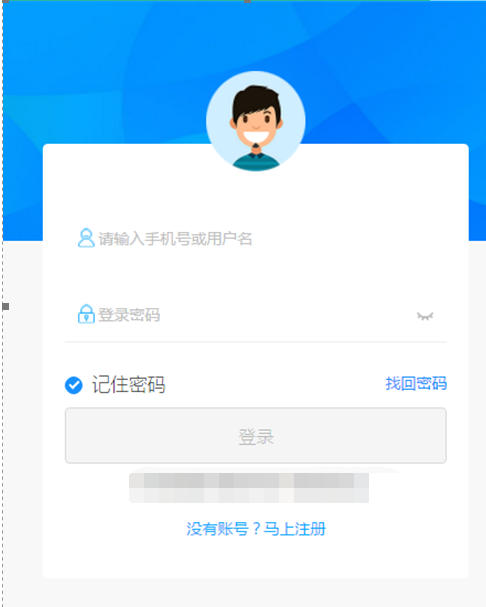 请输入手机号或用户名
登录密码
记住密码 找回密码
登录
没有账号？马上注册